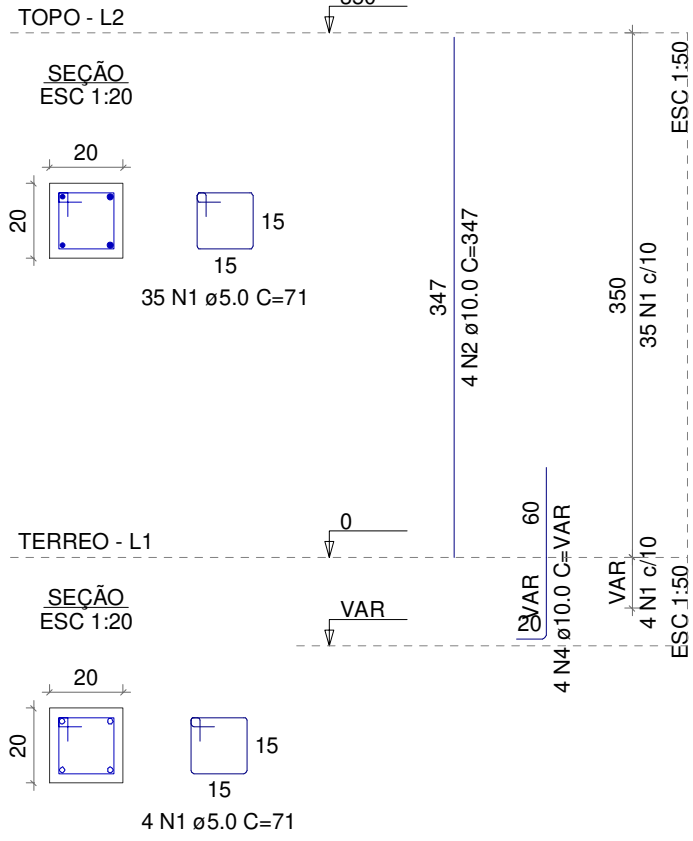 TOPO - L2
SEÇÃO
ESC 1:20
ESC 1:50
20
20
15
15
35 N1 ø5.0 C=71
347
4 N2 ø10.0 C=347
350
35 N1 c/10
TERREO - L1
0
60
VAR
20
4 N4 ø10.0 C=VAR
VAR
4 N1 c/10
SEÇÃO
ESC 1:20
VAR
ESC 1:50
20
20
15
15
4 N1 ø5.0 C=71